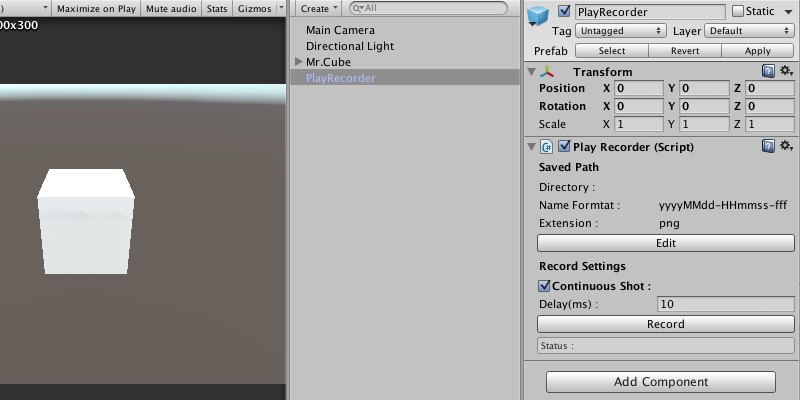 ) Maximize on Play Mute audio Stats Gizmos
00x300
Create All
Main Camera
Directional Light
Mr.Cube
PlayRecorder
PlayRecorder Static
Tag Untagged Layer Default
Prefab Select Revert Apply
Transform
Position X 0 Y 0 Z 0
Rotation X 0 Y 0 Z 0
Scale X 1 Y 1 Z 1
C# Play Recorder (Script)
Saved Path
Directory :
Name Formtat : yyyyMMdd-HHmmss-fff
Extension : png
Edit
Record Settings
Continuous Shot :
Delay(ms) : 10
Record
Status :
Add Component